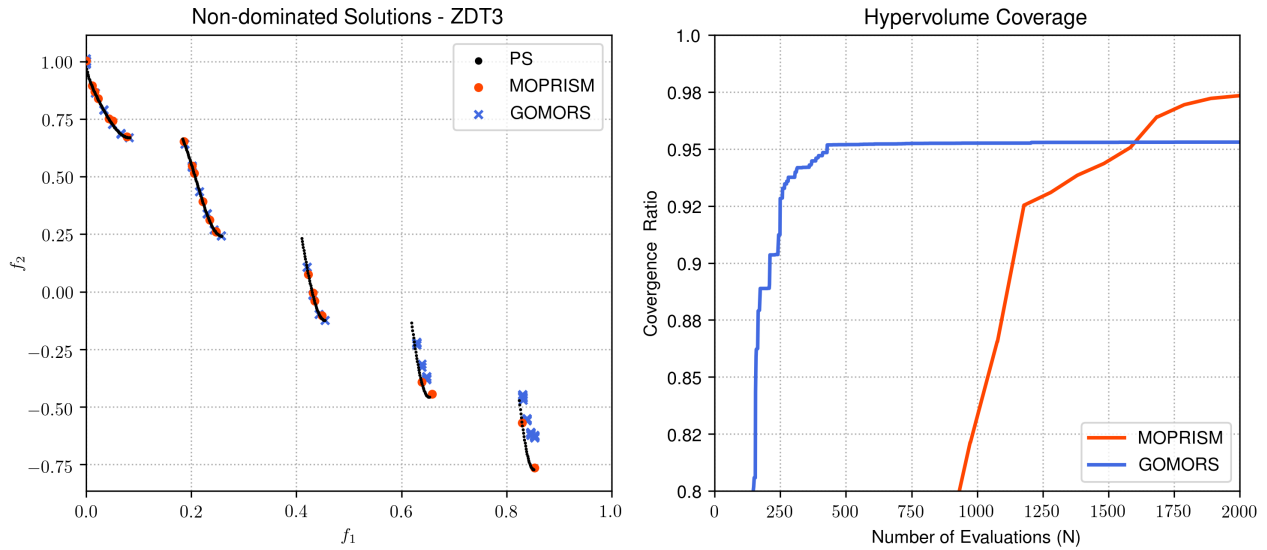 Non-dominated Solutions - ZDT3
1.00
0.75
0.50
0.25
0.00
−0.25
−0.50
−0.75
f2
0.0
0.2
0.4
0.6
0.8
1.0
f1
PS
MOPRISM
GOMORS
Hypervolume Coverage
1.0
0.98
0.95
0.92
0.9
0.88
0.85
0.82
0.8
Covergence Ratio
0
250
500
750
1000
1250
1500
1750
2000
Number of Evaluations (N)
MOPRISM
GOMORS